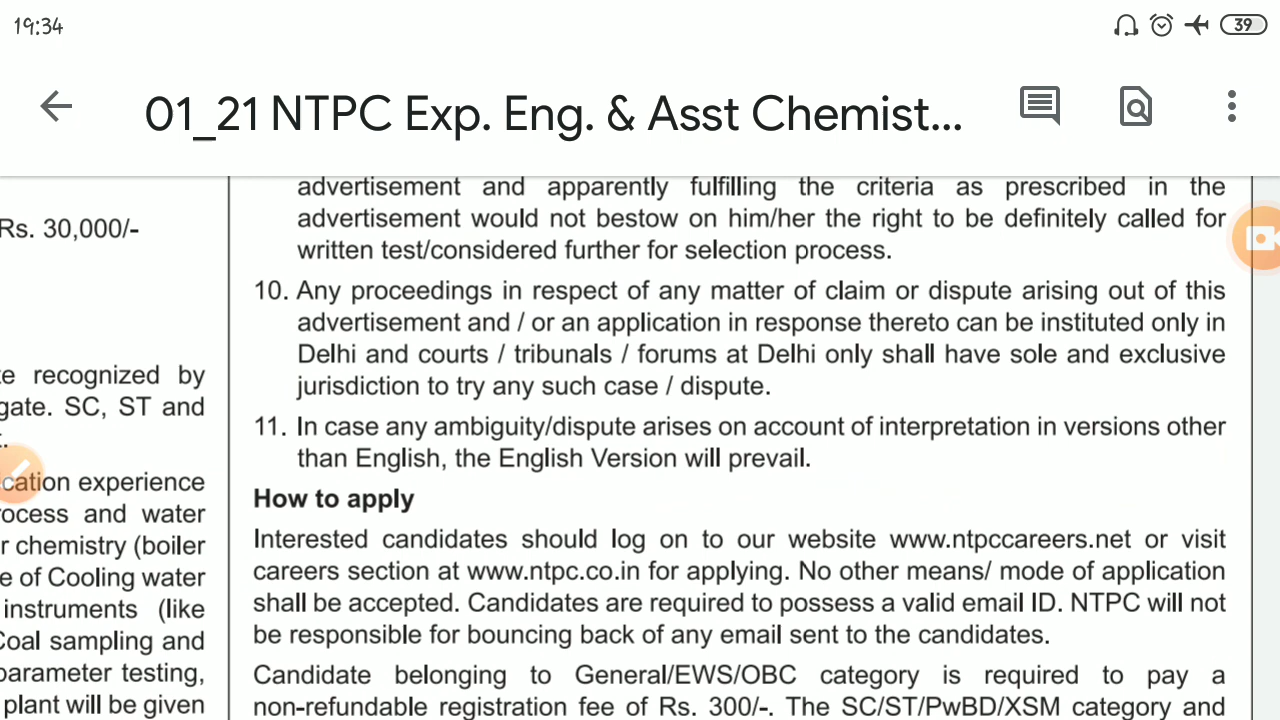 19:34
39
01_21 NTPC Exp. Eng. & Asst Chemist...
Rs. 30,000/-
recognized by
gate. SC, ST and
experience
and water
chemistry (boiler
of Cooling water
instruments (like
Coal sampling and
parameter testing,
plant will be given
advertisement and apparently fulfilling the criteria as prescribed in the
advertisement would not bestow on him/her the right to be definitely called for
written test/considered further for selection process.
10. Any proceedings in respect of any matter of claim or dispute arising out of this
advertisement and / or an application in response thereto can be instituted only in
Delhi and courts / tribunals / forums at Delhi only shall have sole and exclusive
jurisdiction to try any such case / dispute.
11. In case any ambiguity/dispute arises on account of interpretation in versions other
than English, the English Version will prevail.
How to apply
Interested candidates should log on to our website www.ntpccareers.net or visit
careers section at www.ntpc.co.in for applying. No other means/ mode of application
shall be accepted. Candidates are required to possess a valid email ID. NTPC will not
be responsible for bouncing back of any email sent to the candidates.
Candidate belonging to General/EWS/OBC category is required to pay a
non-refundable registration fee of Rs. 300/-. The SC/ST/PwBD/XSM category and